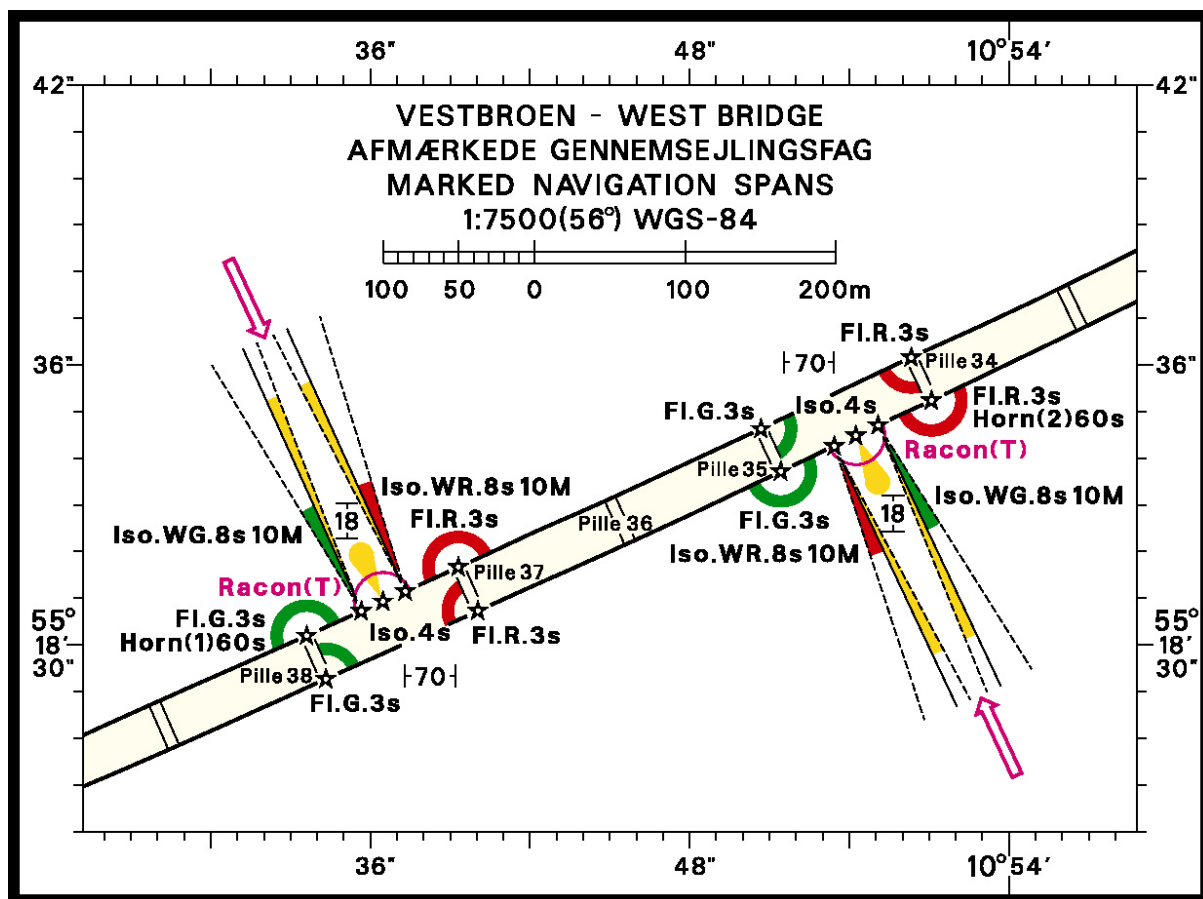 36" 48" 10°54'
42" 42"
VESTBROEN - WEST BRIDGE
AFMÆRKEDE GENNEMSEJLINGSFAG
MARKED NAVIGATION SPANS
1:7500(56°) WGS-84
100 50 0 100 200m
36" 36"
Fl.R.3s
Pille 34
70
Fl.R.3s
Horn(2)60s
Iso.4s
Fl.G.3s
Racon(T)
Pille 35
Iso.WR.8s 10M
18
Iso.WG.8s 10M
Fl.R.3s
Pille 36
Fl.G.3s
18
Iso.WG.8s 10M
Iso.WR.8s 10M
Pille 37
Racon(T)
Fl.G.3s
Horn(1)60s
Iso.4s
Fl.R.3s
55°
18'
30"
55°
18'
30"
Pille 38
70
Fl.G.3s
36" 48" 10°54'